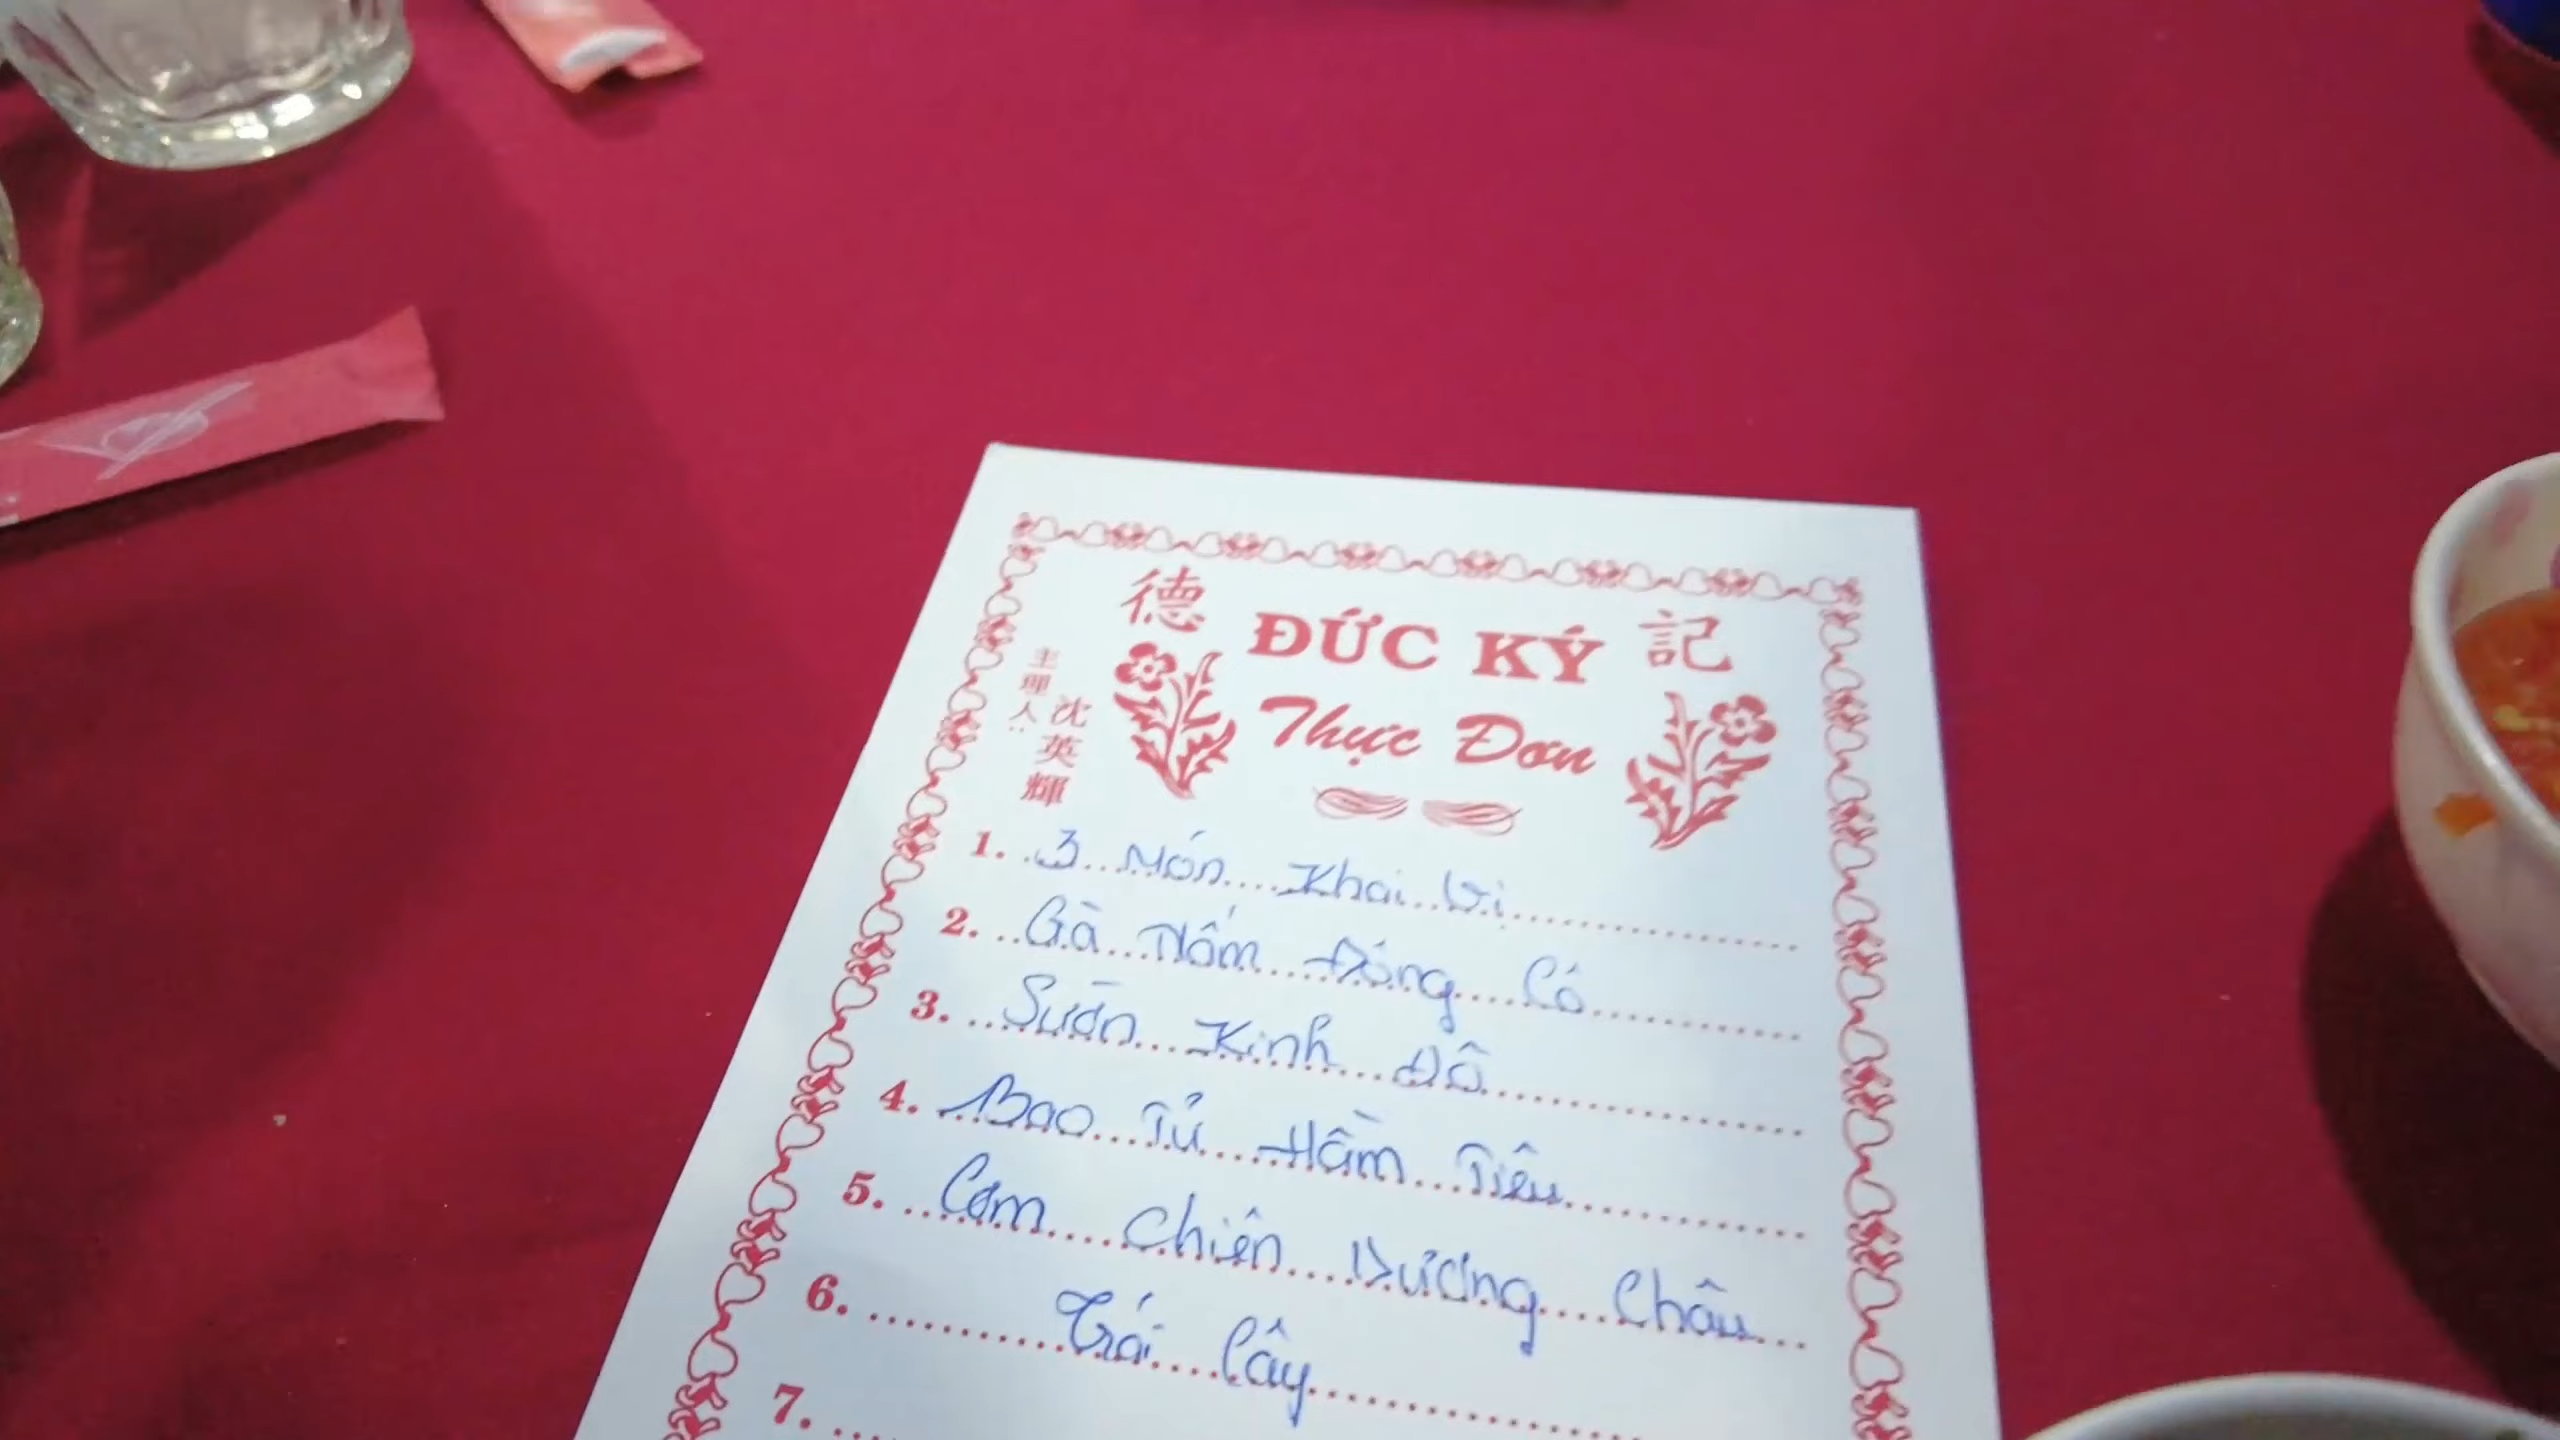 德 ĐỨC KÝ 記
主理人:
沈英輝
Thực Đơn
1. 3 Món Khai Vị
2. Gà Nấm Đông Cô
3. Sườn Kinh Đô
4. Bao Tử Hầm Tiêu
5. Cơm Chiên Dương Châu
6. Trái Cây
7.